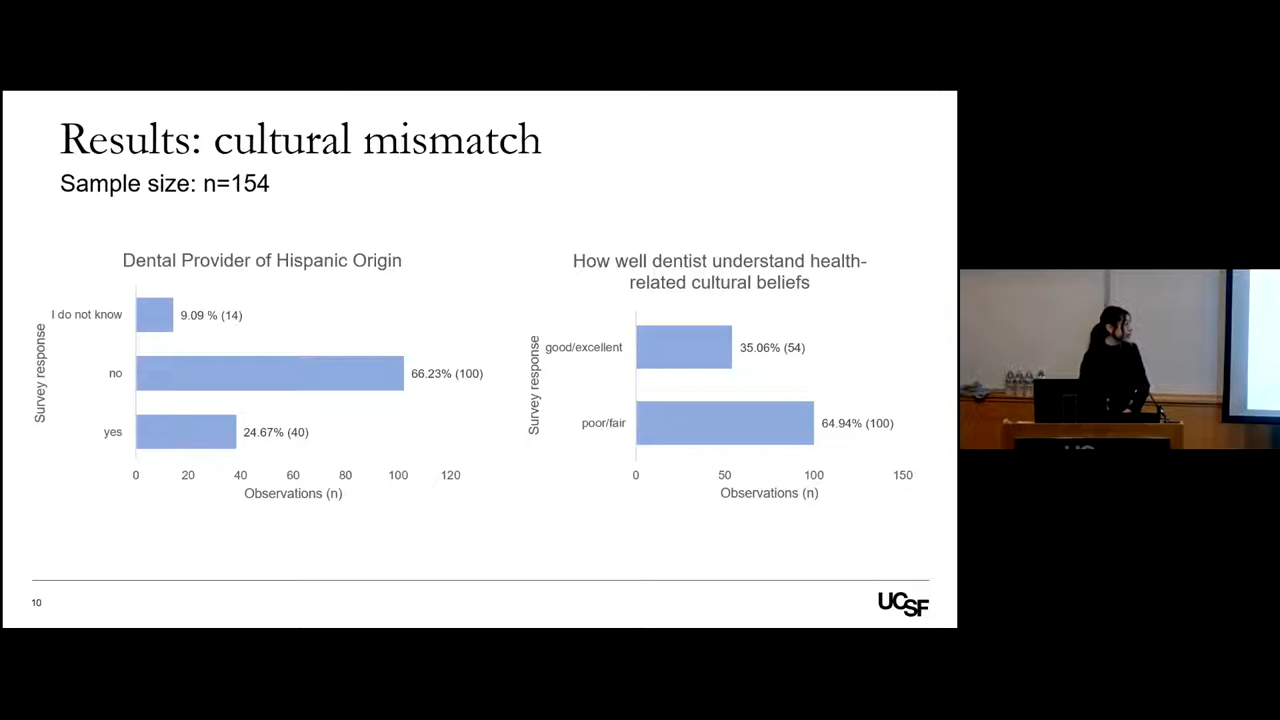 Results: cultural mismatch
Sample size: n=154
Dental Provider of Hispanic Origin
Survey response
I do not know
9.09 % (14)
no
66.23% (100)
yes
24.67% (40)
0 20 40 60 80 100 120
Observations (n)
How well dentist understand health-
related cultural beliefs
Survey response
good/excellent
35.06% (54)
poor/fair
64.94% (100)
0 50 100 150
Observations (n)
10
UCSF